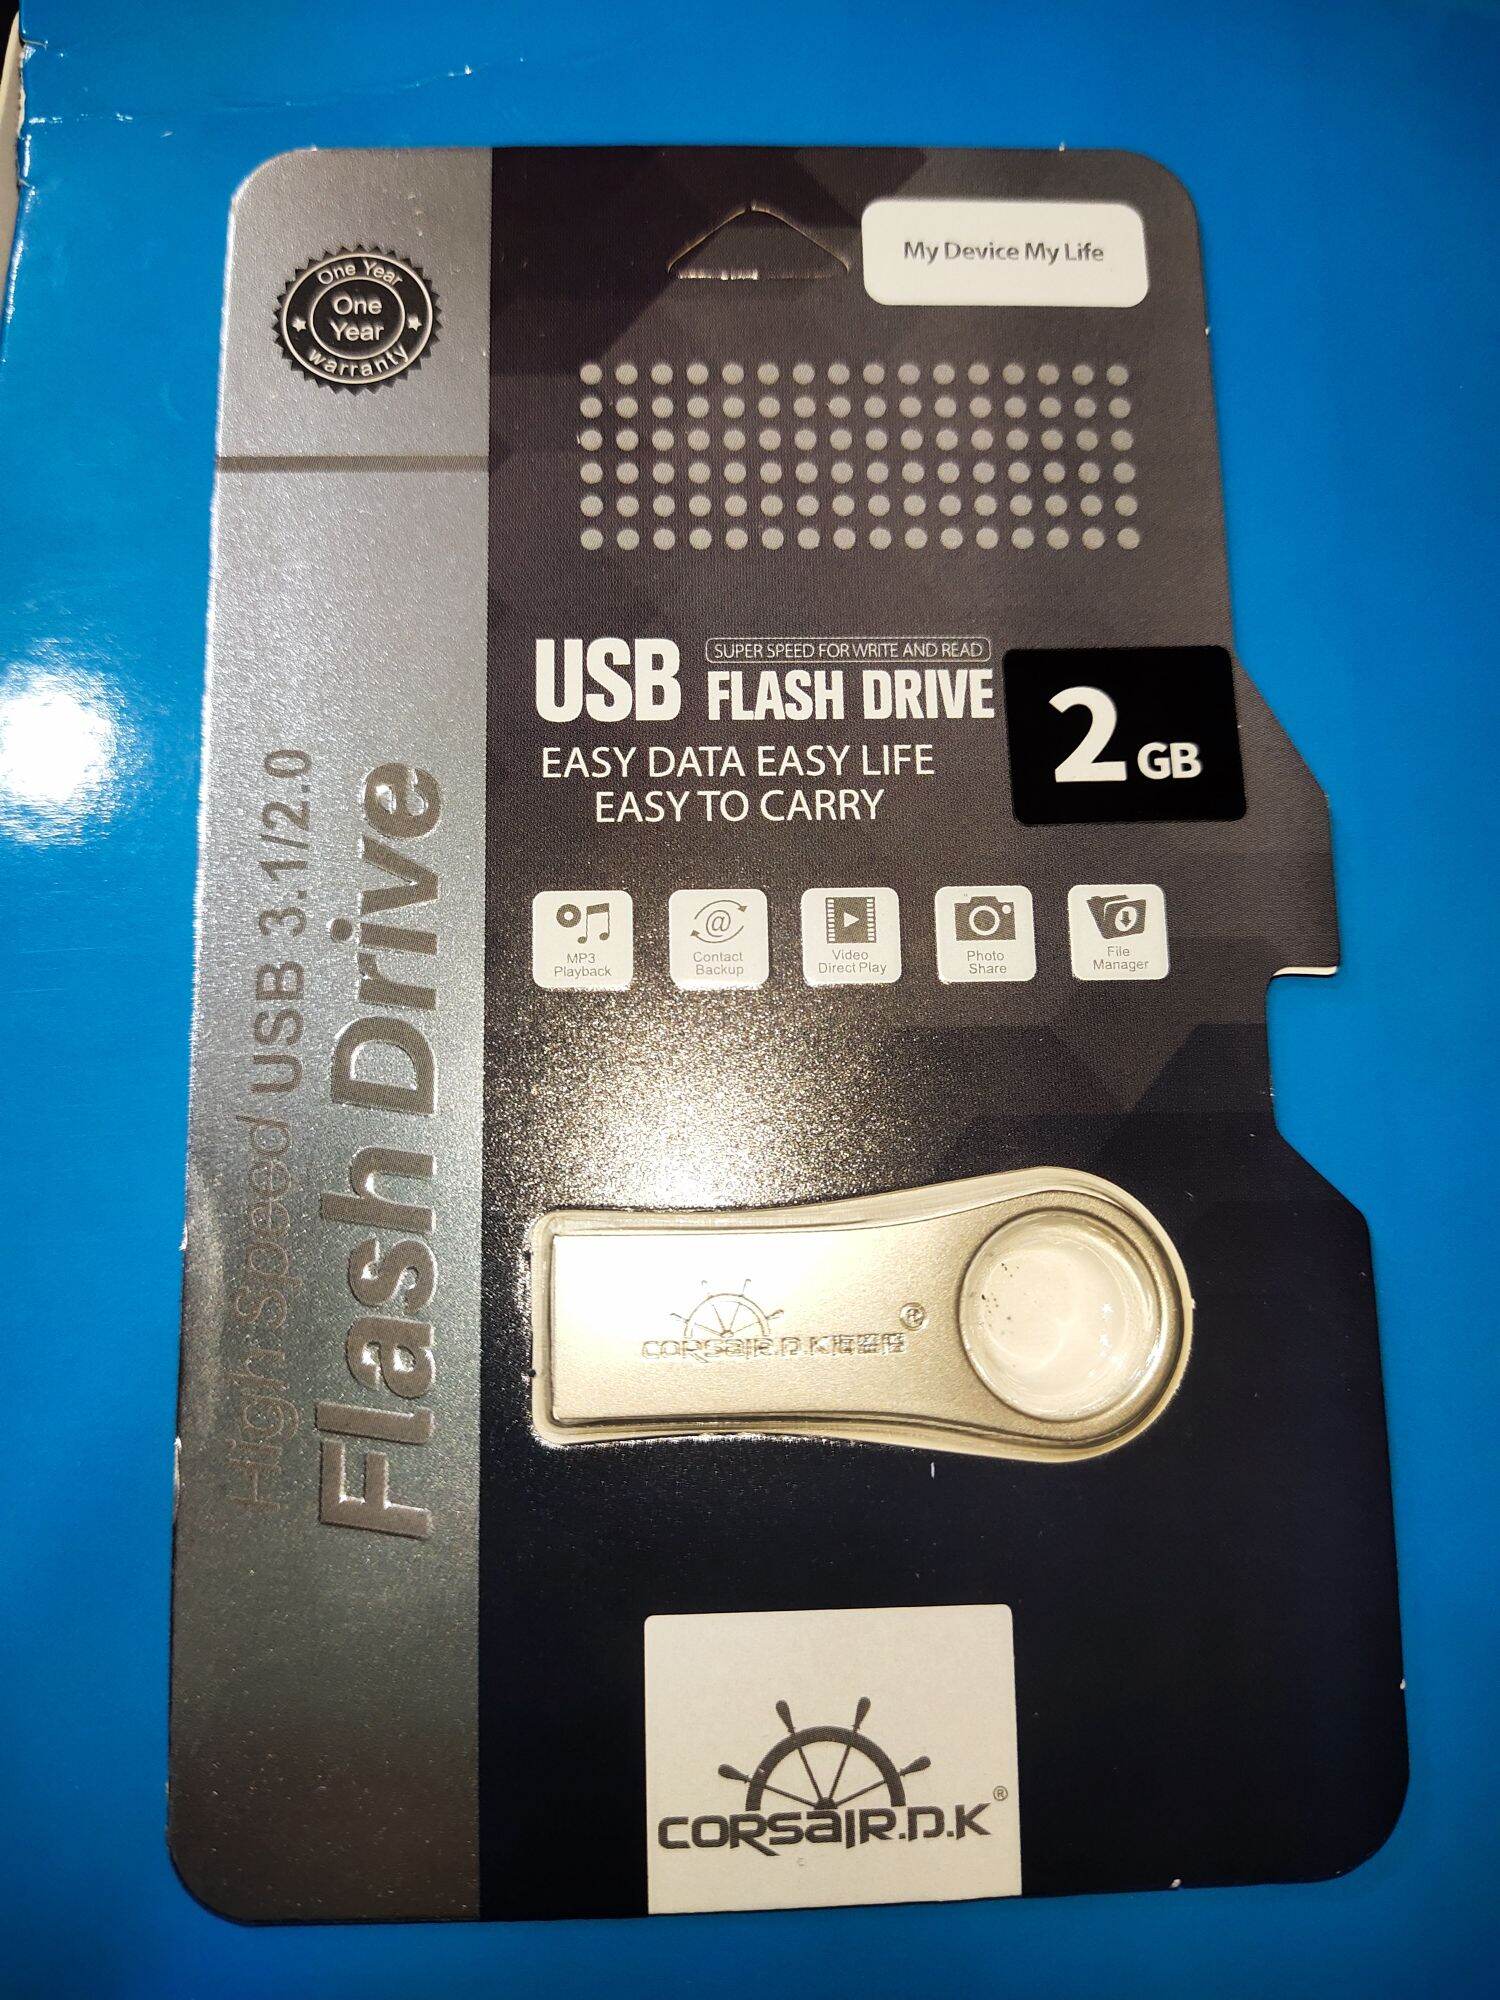 One Year
One
Year
warranty
My Device My Life
USB
SUPER SPEED FOR WRITE AND READ
FLASH DRIVE
2 GB
EASY DATA EASY LIFE
EASY TO CARRY
MP3
Playback
Contact
Backup
Video
Direct Play
Photo
Share
File
Manager
High Speed USB 3.1/2.0
Flash Drive
CORSAIR.D.K
®
CORSAIR.D.K®